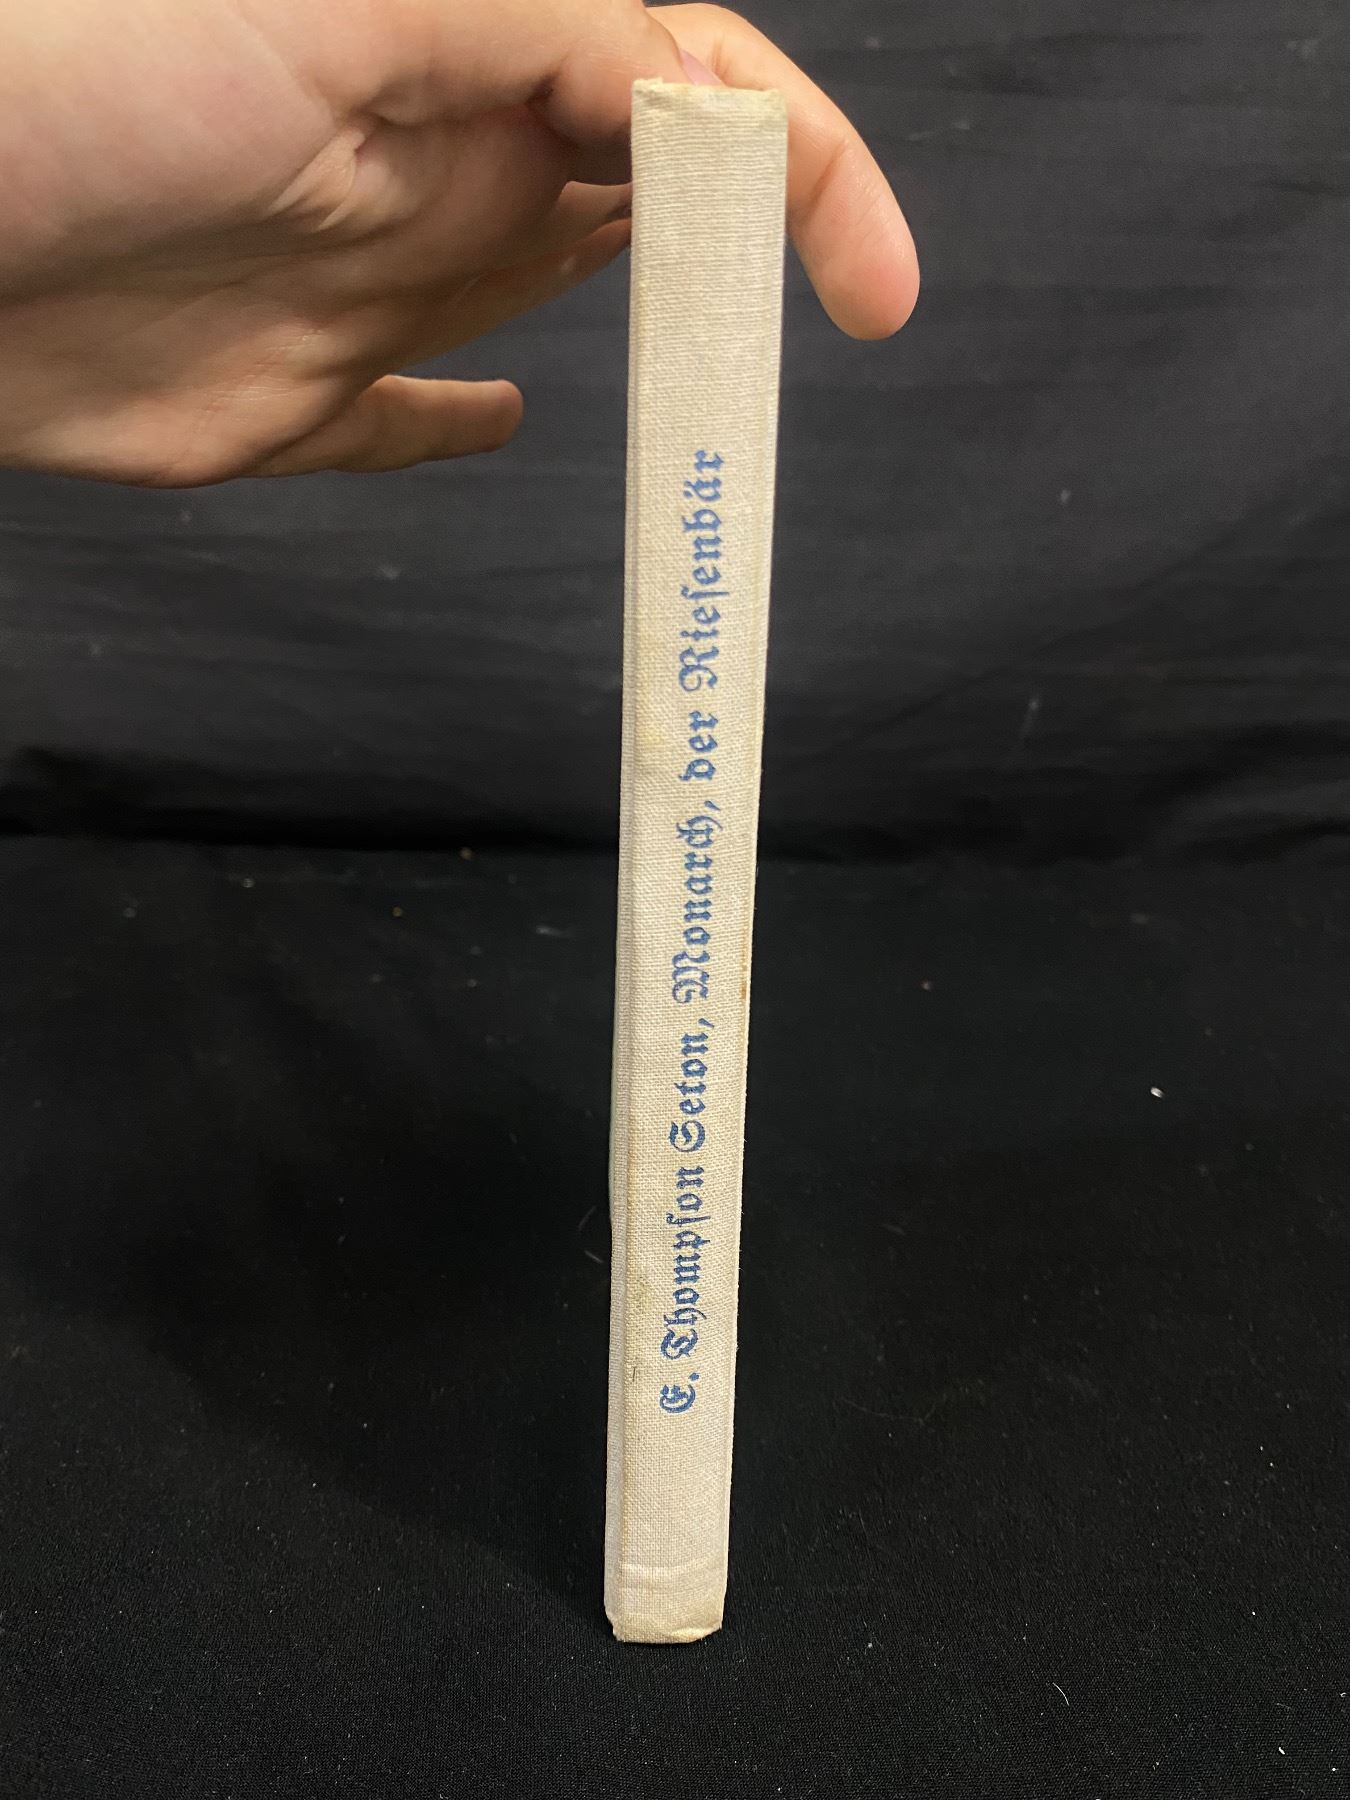 E. Thompſon Seton, Monarch, der Rieſenbär